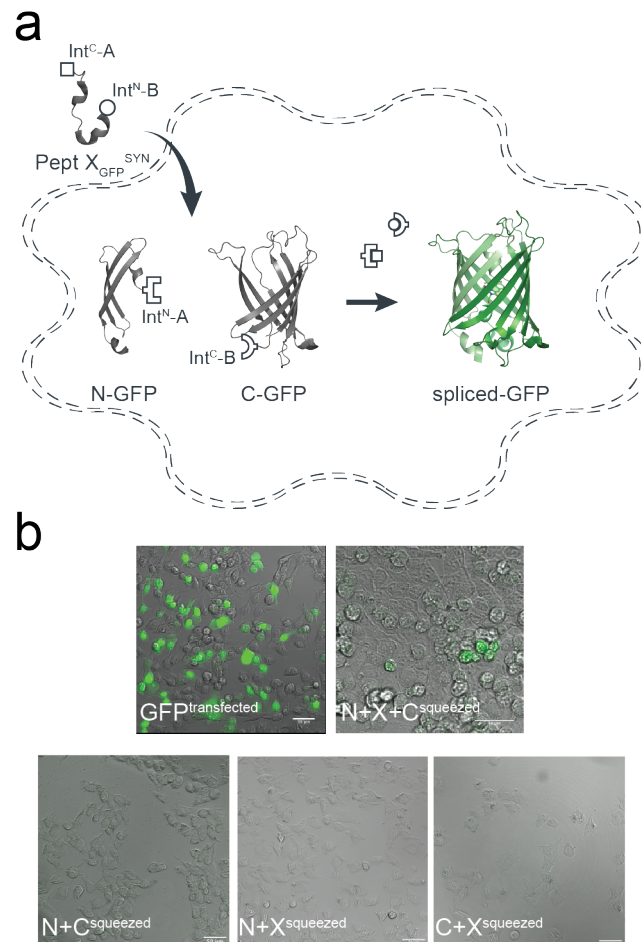 a
Int^C-A
Int^N-B
Pept X_GFP^SYN
Int^N-A
Int^C-B
N-GFP
C-GFP
spliced-GFP
b
GFP^transfected
N+X+C^squeezed
N+C^squeezed
N+X^squeezed
C+X^squeezed